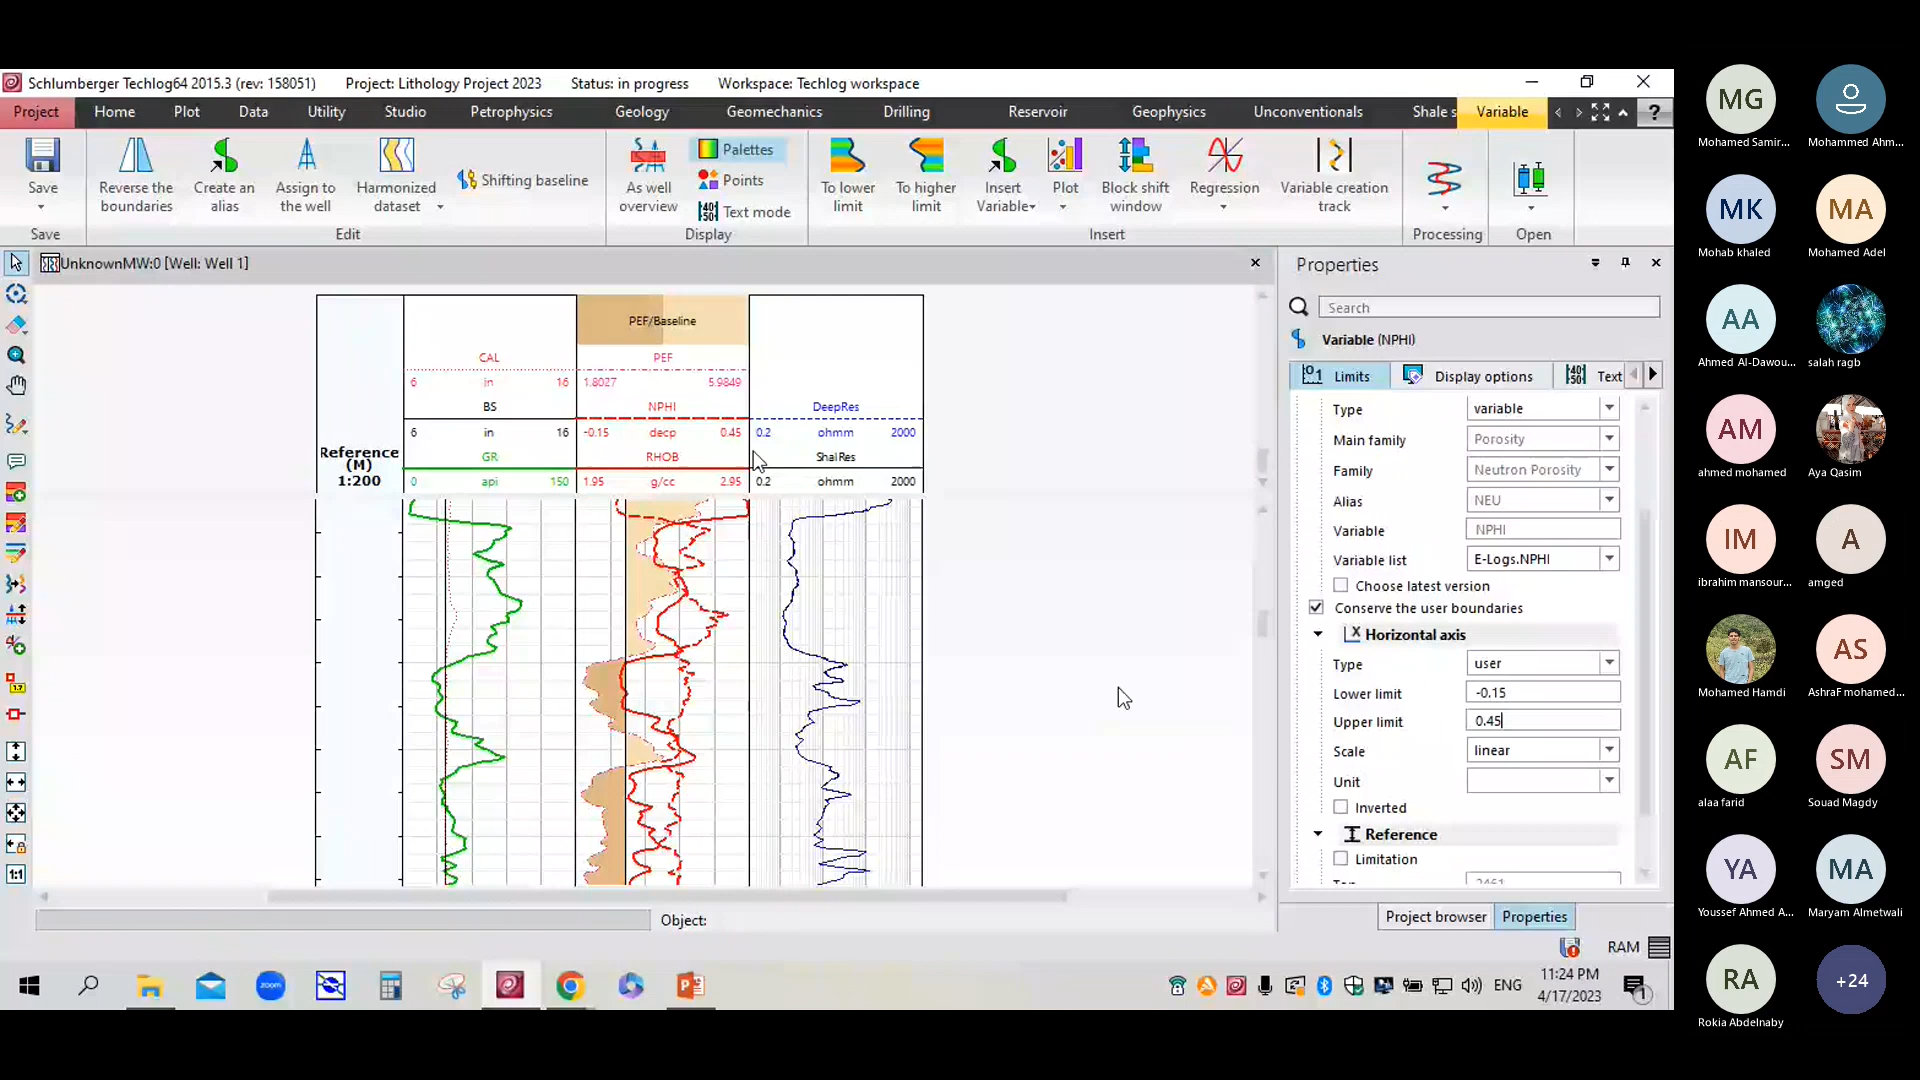 Schlumberger Techlog64 2015.3 (rev: 158051) Project: Lithology Project 2023 Status: in progress Workspace: Techlog workspace
Project Home Plot Data Utility Studio Petrophysics Geology Geomechanics Drilling Reservoir Geophysics Unconventionals Shale s Variable ?
Save
Reverse the boundaries
Create an alias
Assign to the well
Harmonized dataset
Shifting baseline
As well overview
Palettes
Points
Text mode
To lower limit
To higher limit
Insert Variable
Plot
Block shift window
Regression
Variable creation track
Save Edit Display Insert Processing Open
UnknownMW:0 [Well: Well 1]
PEF/Baseline
CAL PEF
6 in 16 1.8027 5.9849
BS NPHI DeepRes
6 in 16 -0.15 decp 0.45 0.2 ohmm 2000
GR RHOB ShalRes
0 api 150 1.95 g/cc 2.95 0.2 ohmm 2000
Reference
(M)
1:200
Properties
Search
Variable (NPHI)
Limits Display options Text
Type variable
Main family Porosity
Family Neutron Porosity
Alias NEU
Variable NPHI
Variable list E-Logs.NPHI
Choose latest version
Conserve the user boundaries
Horizontal axis
Type user
Lower limit -0.15
Upper limit 0.45
Scale linear
Unit
Inverted
Reference
Limitation
Object:
Project browser Properties
RAM
1:1
zoom
ENG
11:24 PM
4/17/2023
1
MG
Mohamed Samir...
Mohammed Ahm...
MK
Mohab khaled
MA
Mohamed Adel
AA
Ahmed Al-Dawou...
salah ragb
AM
ahmed mohamed
Aya Qasim
IM
ibrahim mansour...
A
amged
Mohamed Hamdi
AS
AshraF mohamed...
AF
alaa farid
SM
Souad Magdy
YA
Youssef Ahmed A...
MA
Maryam Almetwali
RA
Rokia Abdelnaby
+24